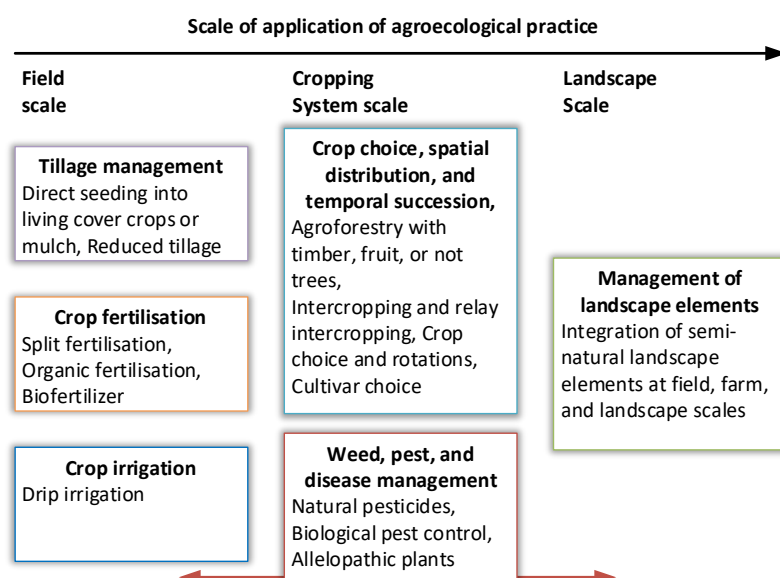 Scale of application of agroecological practice
Field
scale
Cropping
System scale
Landscape
Scale
Tillage management
Direct seeding into
living cover crops or
mulch, Reduced tillage
Crop fertilisation
Split fertilisation,
Organic fertilisation,
Biofertilizer
Crop irrigation
Drip irrigation
Crop choice, spatial
distribution, and
temporal succession,
Agroforestry with
timber, fruit, or not
trees,
Intercropping and relay
intercropping, Crop
choice and rotations,
Cultivar choice
Weed, pest, and
disease management
Natural pesticides,
Biological pest control,
Allelopathic plants
Management of
landscape elements
Integration of semi-
natural landscape
elements at field, farm,
and landscape scales